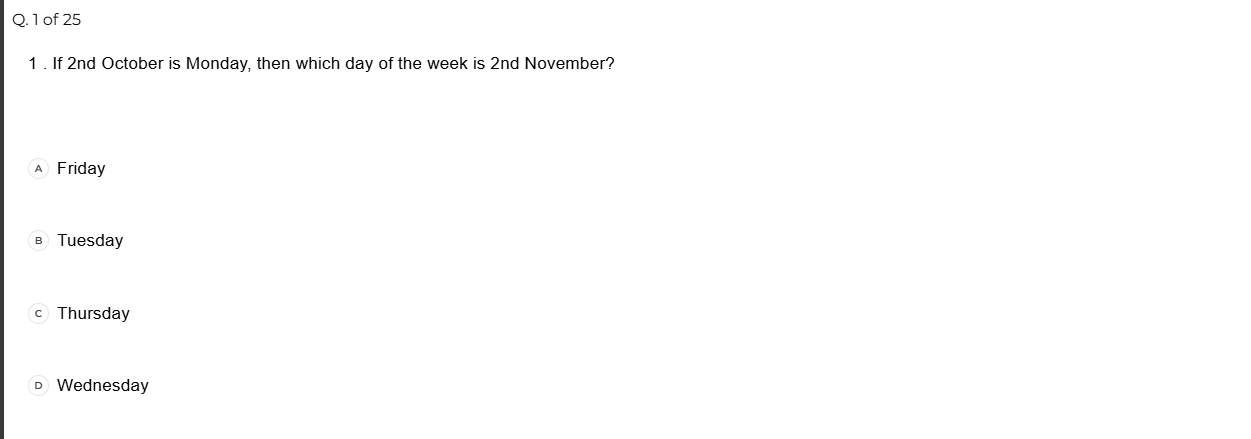 Q. 1 of 25
1 . If 2nd October is Monday, then which day of the week is 2nd November?
A Friday
B Tuesday
C Thursday
D Wednesday